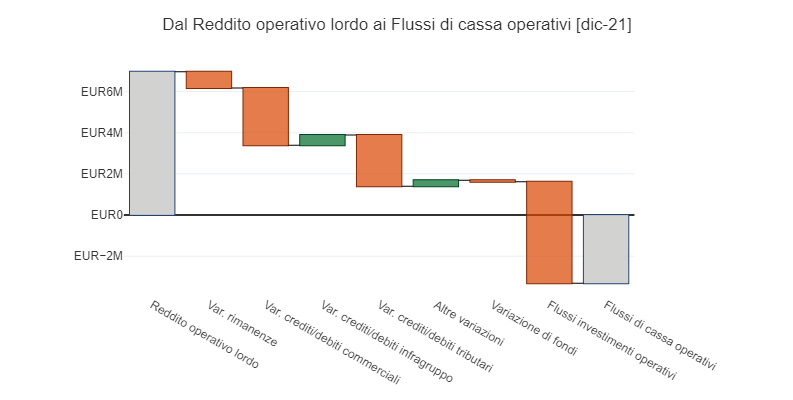 Dal Reddito operativo lordo ai Flussi di cassa operativi [dic-21]
EUR6M
EUR4M
EUR2M
EUR0
EUR−2M
Reddito operativo lordo
Var. rimanenze
Var. crediti/debiti commerciali
Var. crediti/debiti infragruppo
Var. crediti/debiti tributari
Altre variazioni
Variazione di fondi
Flussi investimenti operativi
Flussi di cassa operativi